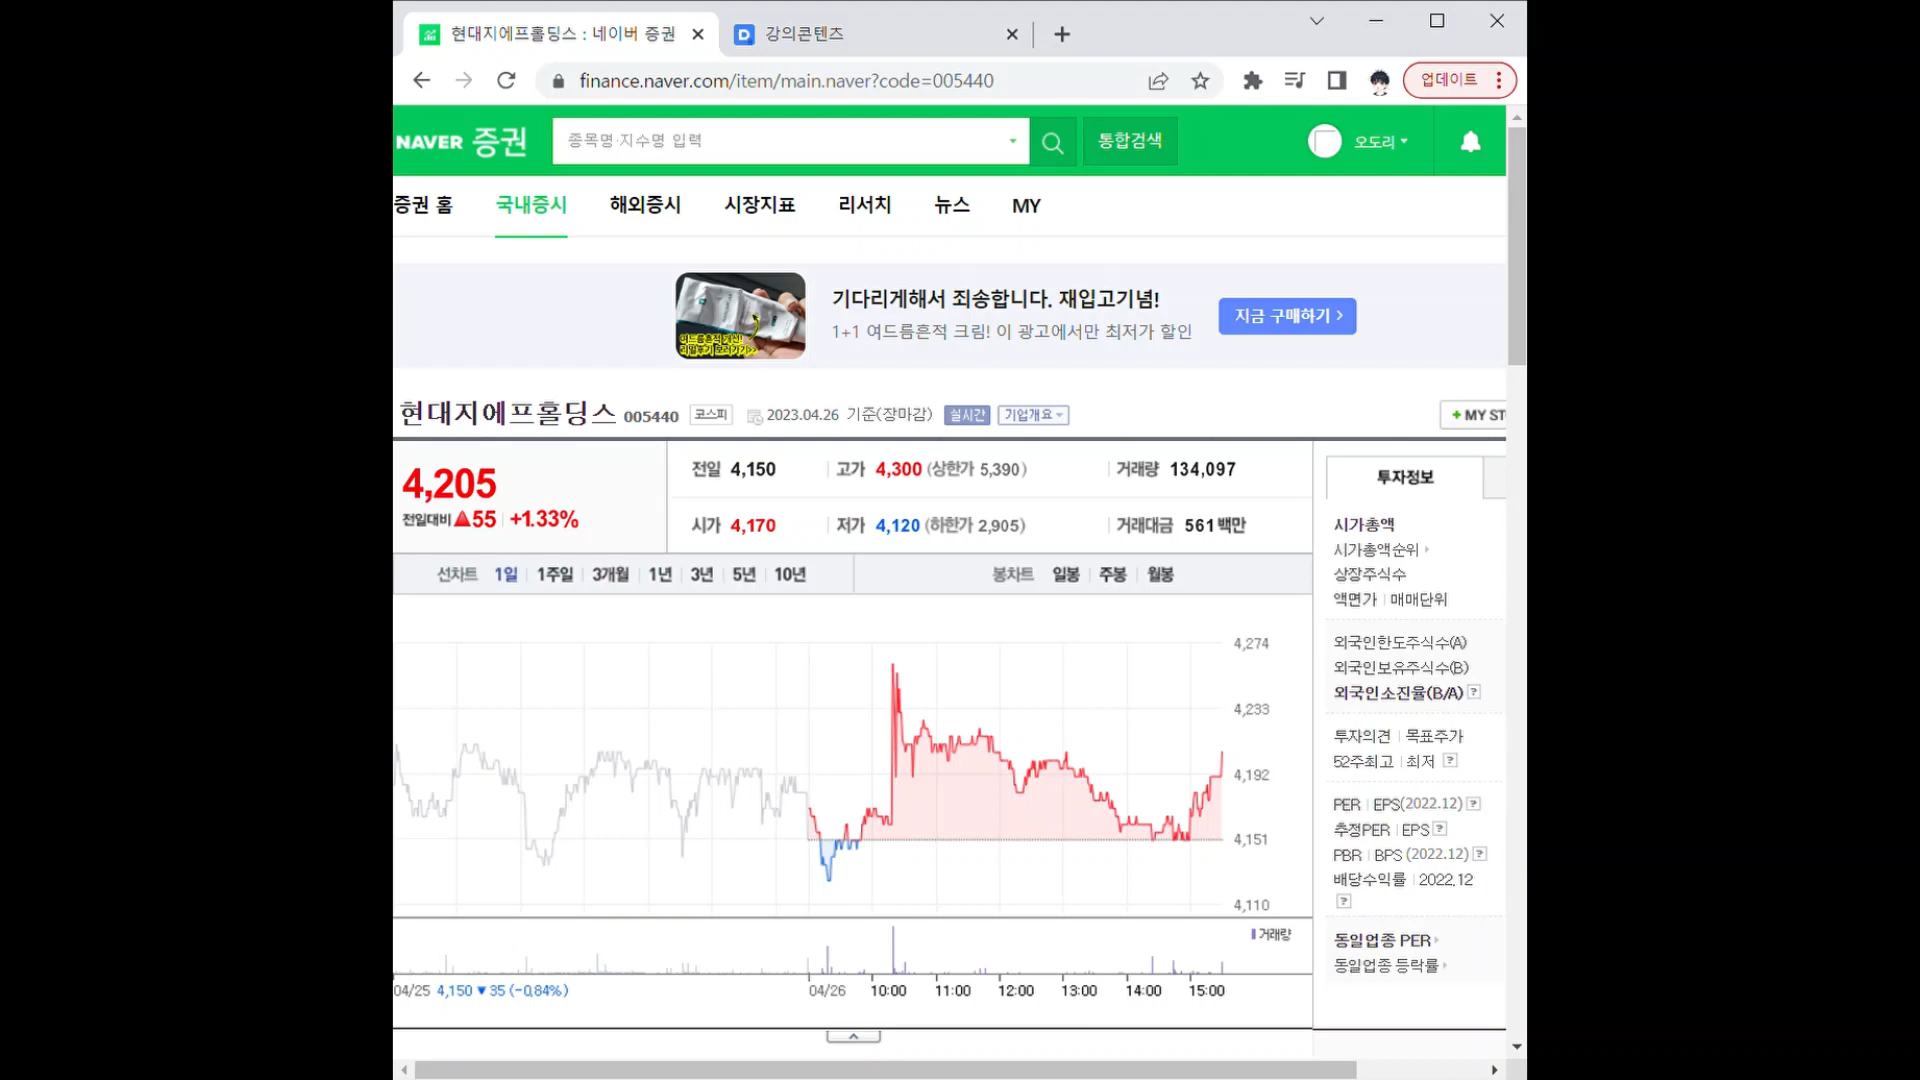 현대지에프홀딩스 : 네이버 증권
강의콘텐츠
finance.naver.com/item/main.naver?code=005440
업데이트
NAVER 증권
종목명·지수명 입력
통합검색
오도리
증권 홈 국내증시 해외증시 시장지표 리서치 뉴스 MY
기다리게해서 죄송합니다. 재입고기념!
1+1 여드름흔적 크림! 이 광고에서만 최저가 할인
지금 구매하기 >
여드름흔적 개선!
현대지에프홀딩스 005440 코스피 2023.04.26 기준(장마감) 실시간 기업개요
+ MY ST
4,205
전일대비 ▲55 +1.33%
전일 4,150 고가 4,300 (상한가 5,390) 거래량 134,097
시가 4,170 저가 4,120 (하한가 2,905) 거래대금 561백만
선차트 1일 1주일 3개월 1년 3년 5년 10년 봉차트 일봉 주봉 월봉
4,274
4,233
4,192
4,151
4,110
거래량
04/25 4,150 ▼ 35 (-0.84%)
04/26 10:00 11:00 12:00 13:00 14:00 15:00
투자정보
시가총액
시가총액순위
상장주식수
액면가 | 매매단위
외국인한도주식수(A)
외국인보유주식수(B)
외국인소진율(B/A) ?
투자의견 | 목표주가
52주최고 | 최저 ?
PER | EPS(2022.12) ?
추정PER | EPS ?
PBR | BPS (2022.12) ?
배당수익률 | 2022.12
?
동일업종 PER
동일업종 등락률